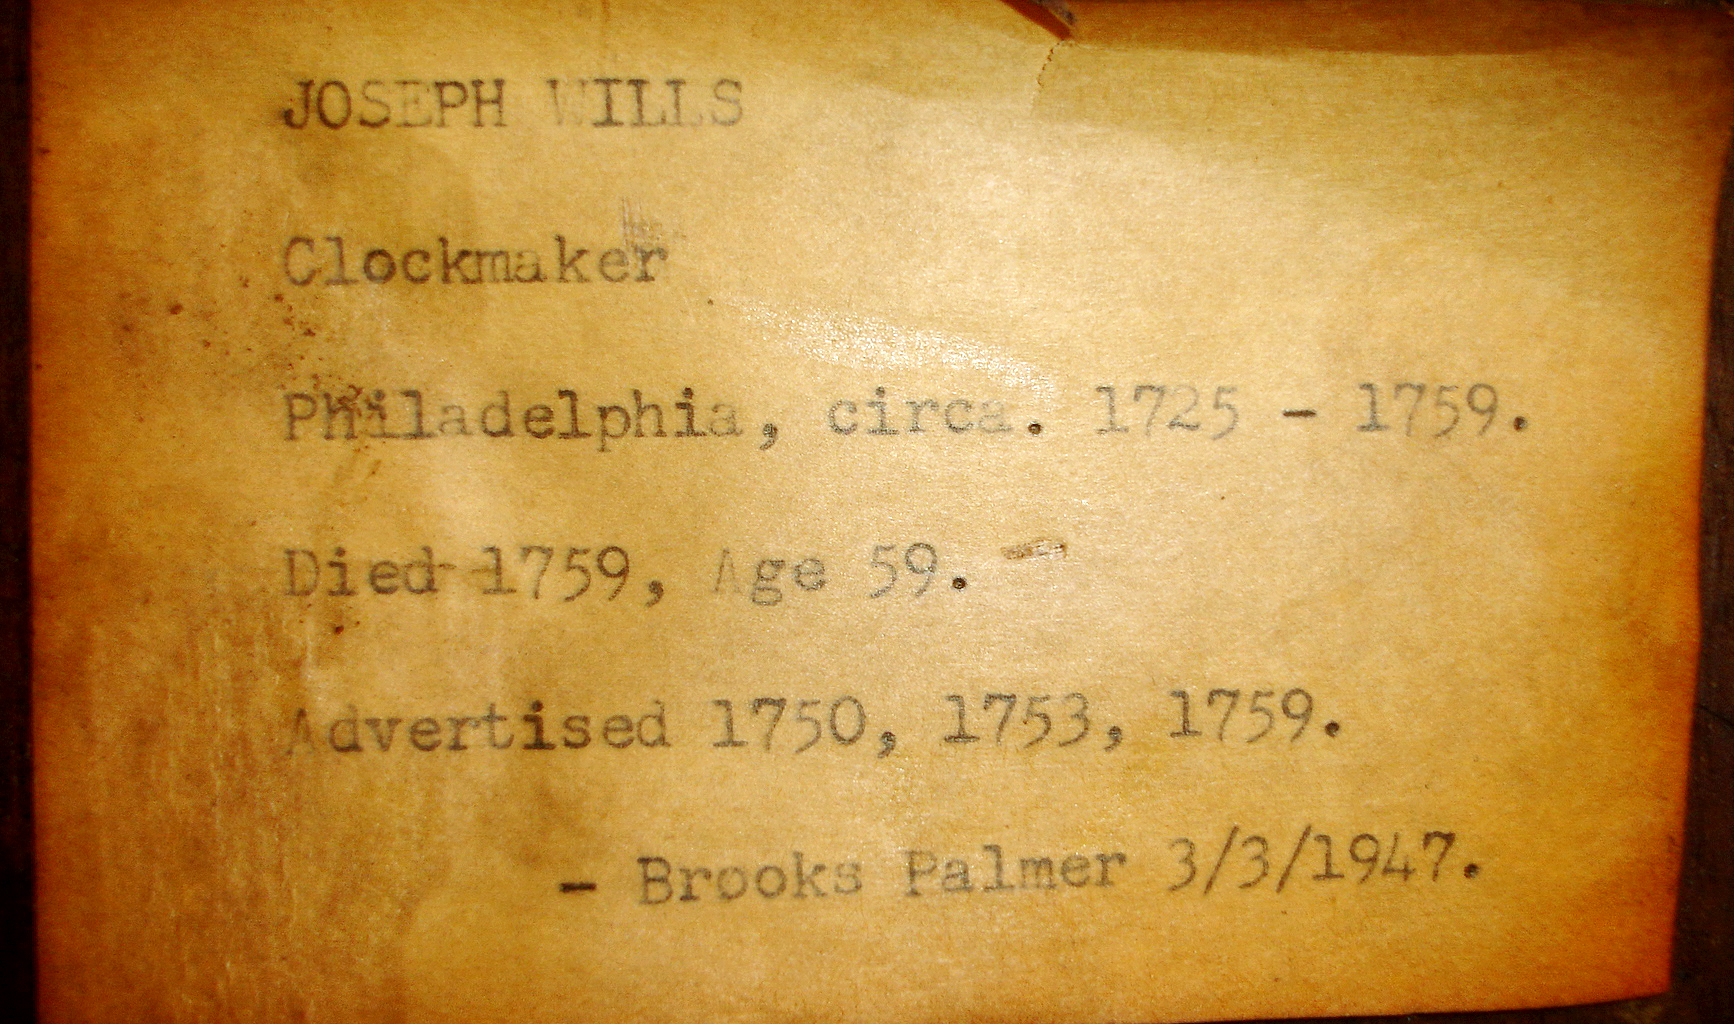 JOSEPH WILLS
Clockmaker
Philadelphia, circa. 1725 - 1759.
Died 1759, Age 59.
Advertised 1750, 1753, 1759.
- Brooks Palmer 3/3/1947.